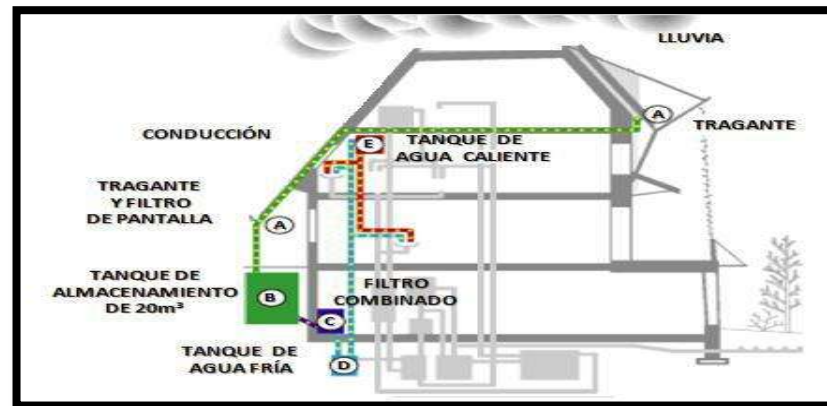 LLUVIA
A
TRAGANTE
CONDUCCIÓN
E
TANQUE DE
AGUA CALIENTE
TRAGANTE
Y FILTRO
DE PANTALLA
A
TANQUE DE
ALMACENAMIENTO
DE 20m³
B
FILTRO
COMBINADO
C
TANQUE DE
AGUA FRÍA
D